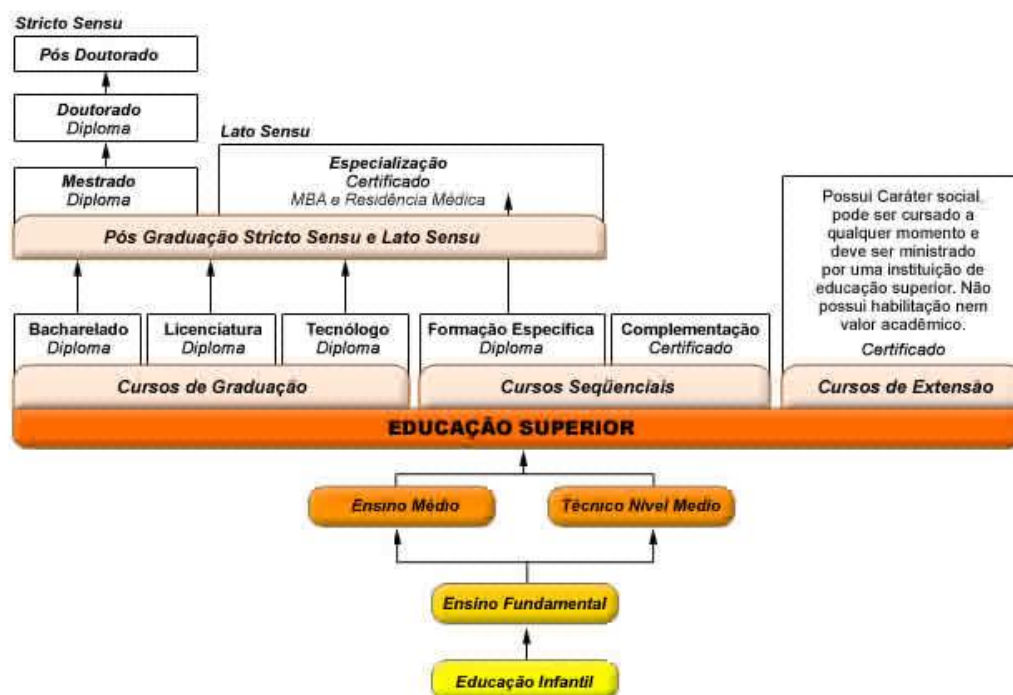 Stricto Sensu
Pós Doutorado
Doutorado
Diploma
Mestrado
Diploma
Lato Sensu
Especialização
Certificado
MBA e Residência Médica
Pós Graduação Stricto Sensu e Lato Sensu
Possui Caráter social,
pode ser cursado a
qualquer momento e
deve ser ministrado
por uma instituição de
educação superior. Não
possui habilitação nem
valor acadêmico.
Certificado
Bacharelado
Diploma
Licenciatura
Diploma
Tecnólogo
Diploma
Formação Específica
Diploma
Complementação
Certificado
Cursos de Graduação
Cursos Seqüenciais
Cursos de Extensão
EDUCAÇÃO SUPERIOR
Ensino Médio
Técnico Nível Medio
Ensino Fundamental
Educação Infantil